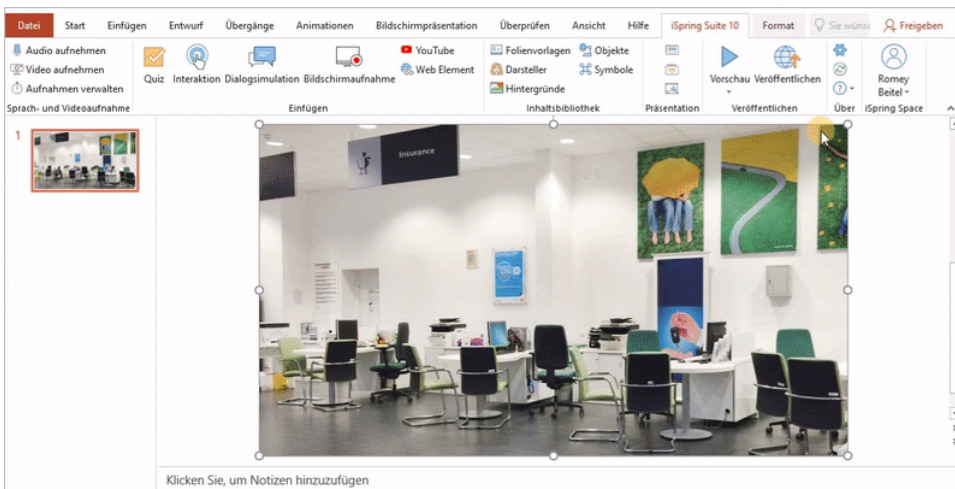 Datei Start Einfügen Entwurf Übergänge Animationen Bildschirmpräsentation Überprüfen Ansicht Hilfe iSpring Suite 10 Format Sie wüns Freigeben
Audio aufnehmen
Video aufnehmen
Aufnahmen verwalten
Sprach- und Videoaufnahme
Quiz Interaktion Dialogsimulation Bildschirmaufnahme
YouTube
Web Element
Einfügen
Folienvorlagen Objekte
Darsteller Symbole
Hintergründe
Inhaltsbibliothek
Präsentation
Vorschau Veröffentlichen
Veröffentlichen
Über
Romey
Beitel
iSpring Space
1
Insurance
Klicken Sie, um Notizen hinzuzufügen